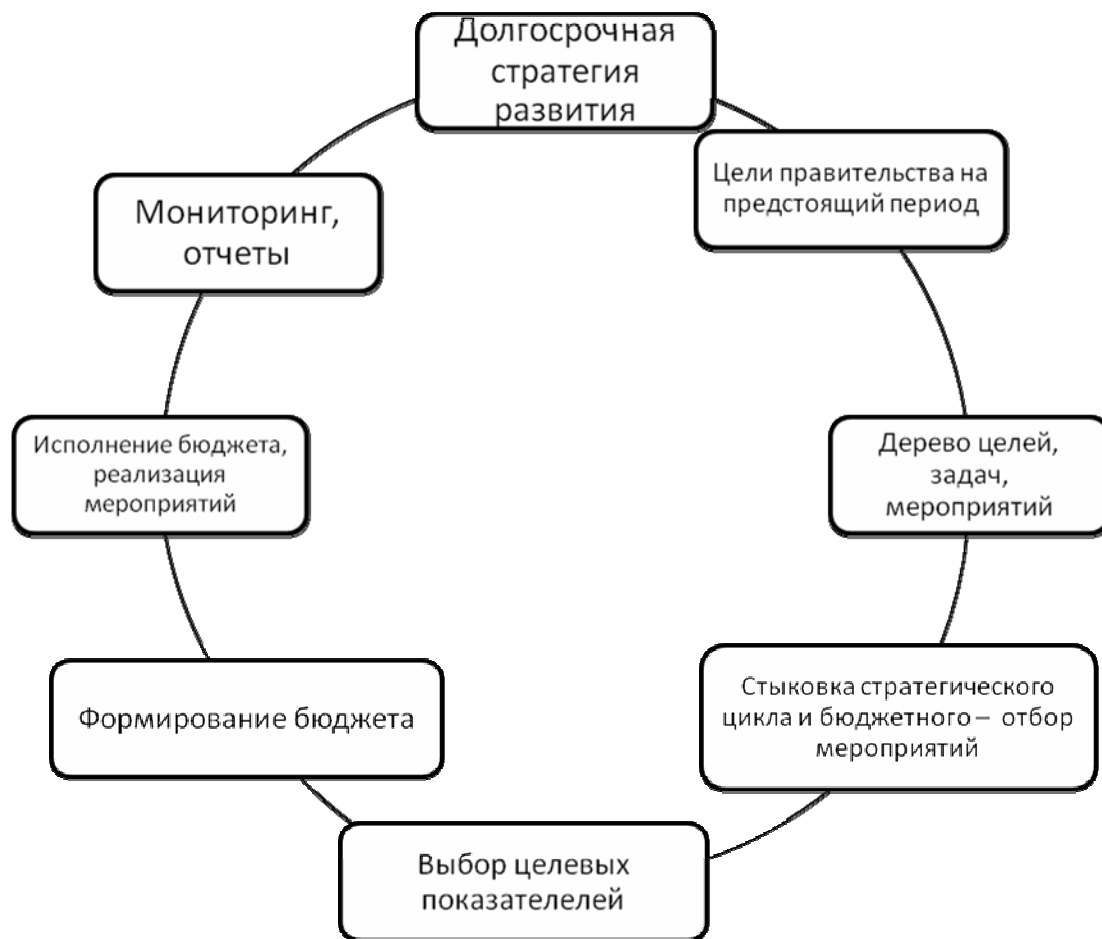 Долгосрочная
стратегия
развития
Цели правительства на
предстоящий период
Дерево целей,
задач,
мероприятий
Стыковка стратегического
цикла и бюджетного – отбор
мероприятий
Выбор целевых
показателелей
Формирование бюджета
Исполнение бюджета,
реализация
мероприятий
Мониторинг,
отчеты